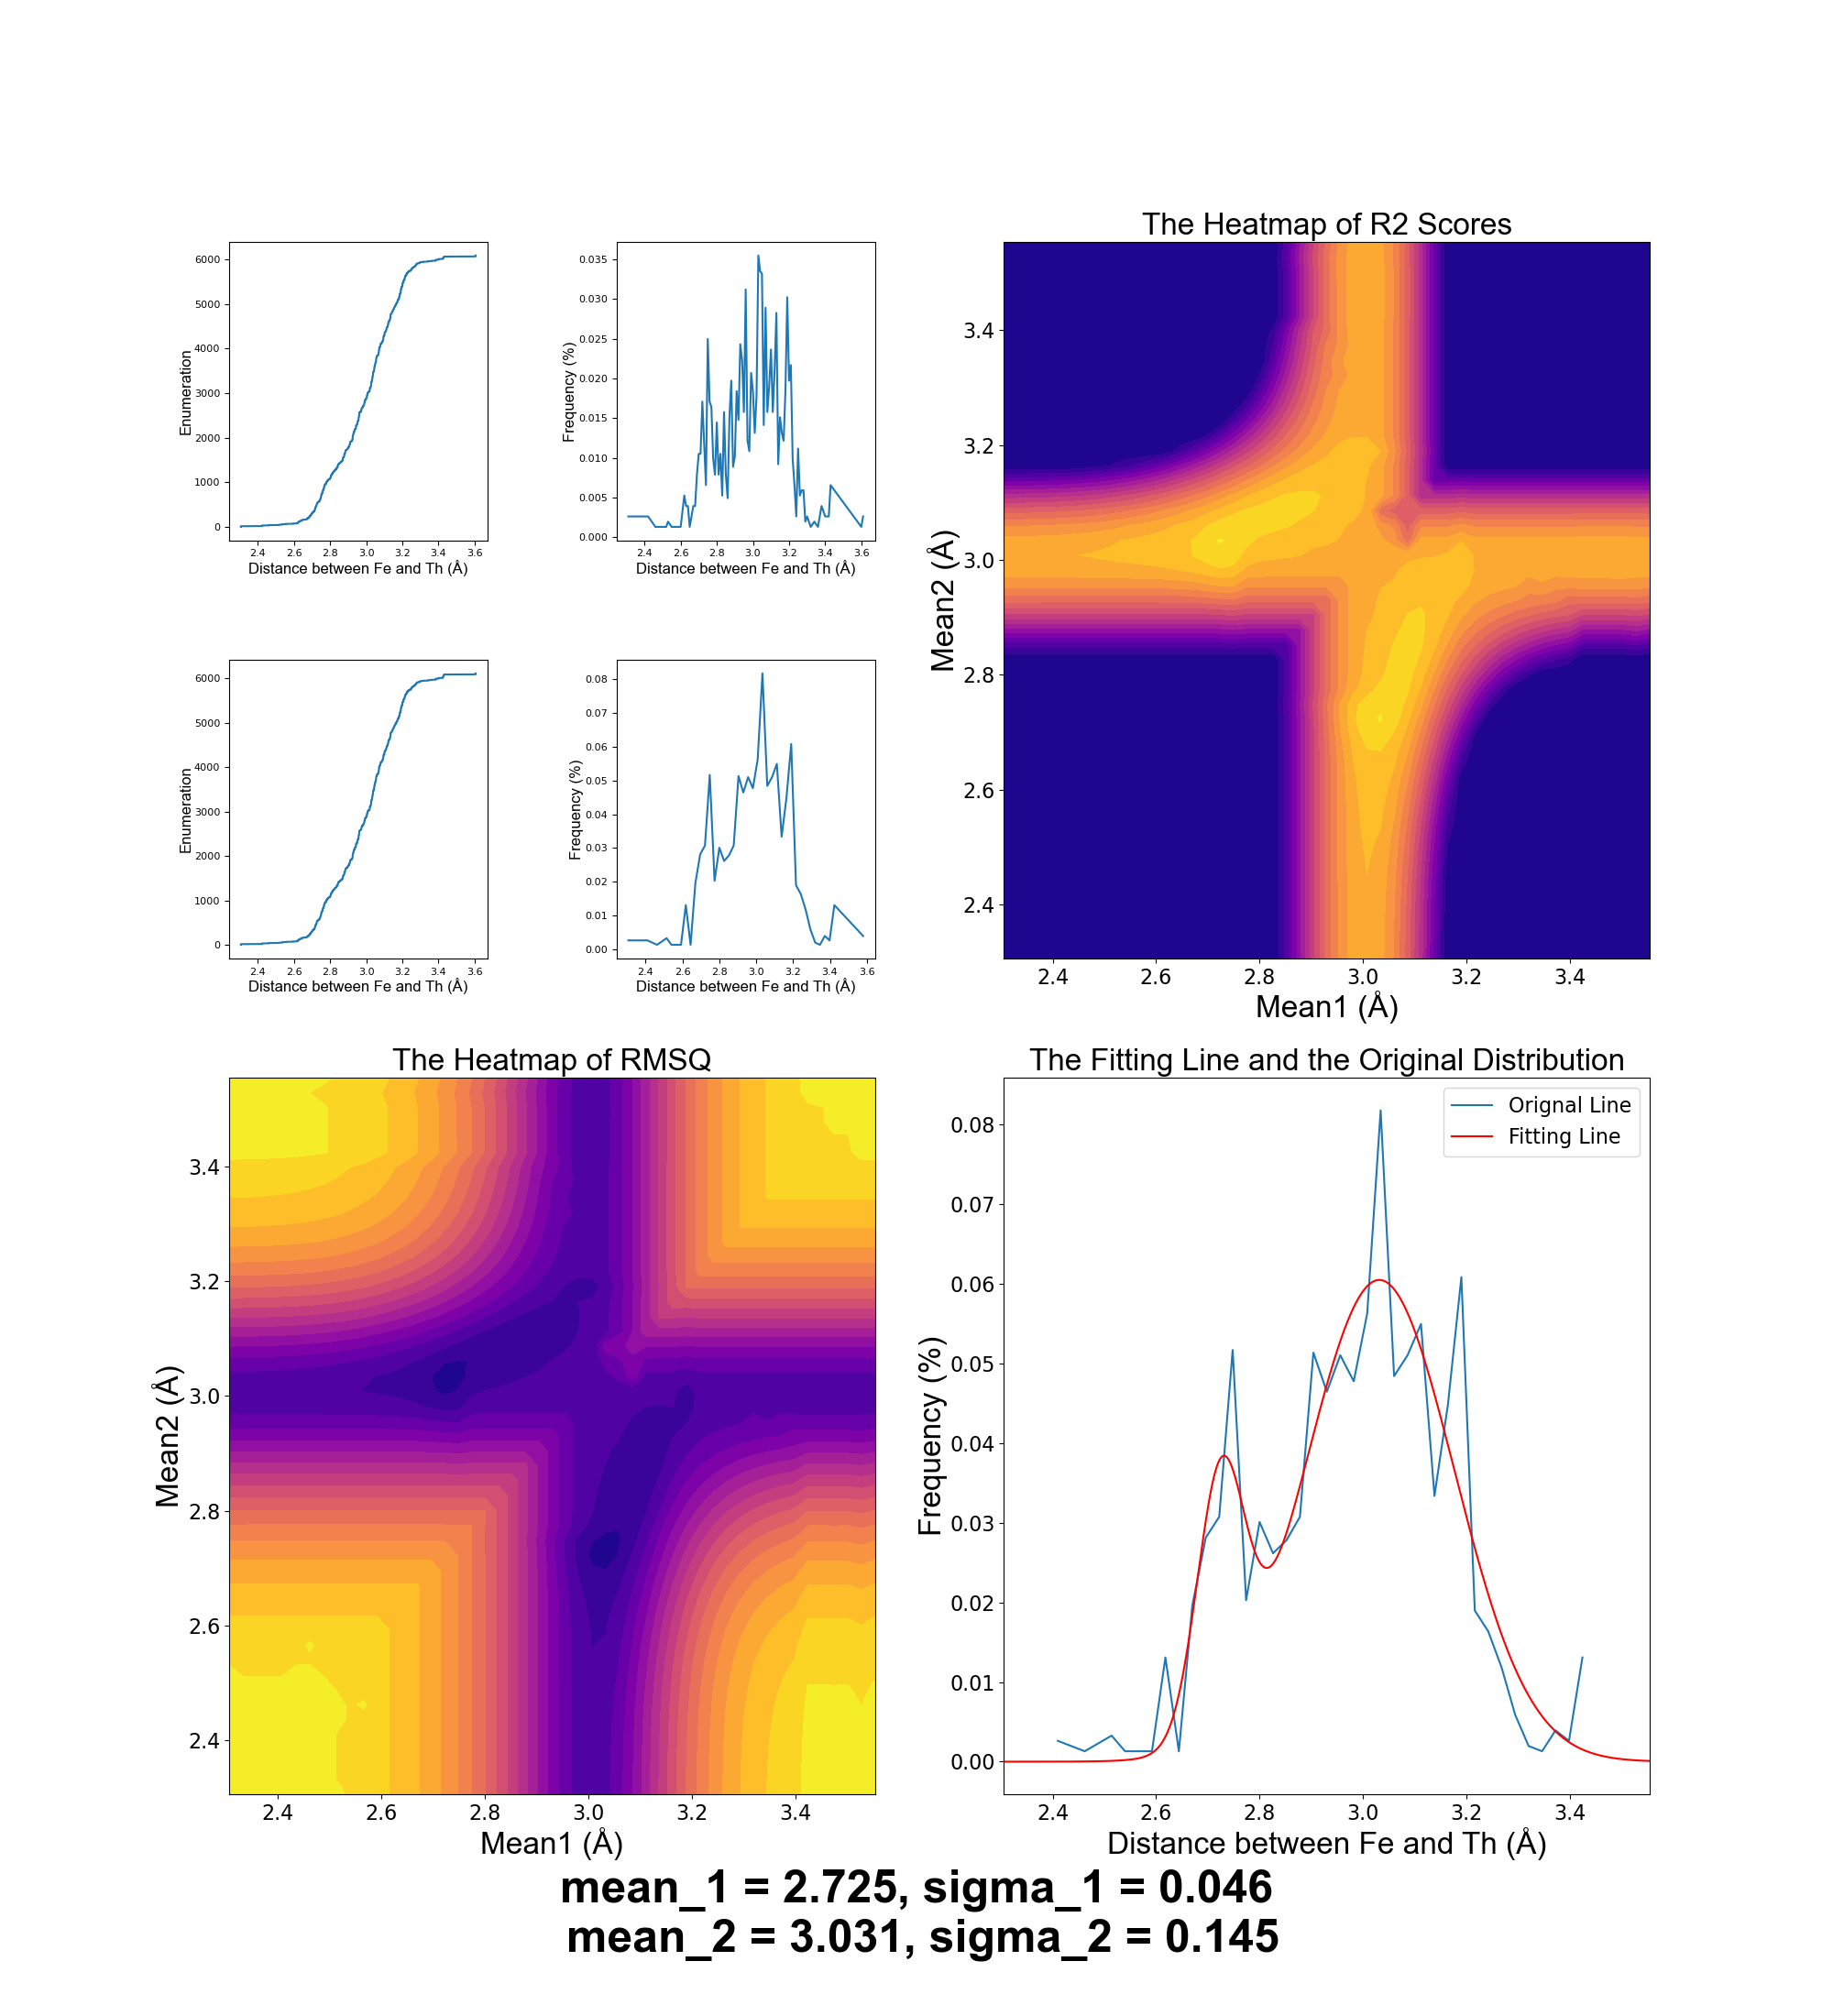 Enumeration
6000
5000
4000
3000
2000
1000
0
2.4 2.6 2.8 3.0 3.2 3.4 3.6
Distance between Fe and Th (Å)
Frequency (%)
0.035
0.030
0.025
0.020
0.015
0.010
0.005
0.000
2.4 2.6 2.8 3.0 3.2 3.4 3.6
Distance between Fe and Th (Å)
The Heatmap of R2 Scores
Mean2 (Å)
3.4
3.2
3.0
2.8
2.6
2.4
2.4 2.6 2.8 3.0 3.2 3.4
Mean1 (Å)
Enumeration
6000
5000
4000
3000
2000
1000
0
2.4 2.6 2.8 3.0 3.2 3.4 3.6
Distance between Fe and Th (Å)
Frequency (%)
0.08
0.07
0.06
0.05
0.04
0.03
0.02
0.01
0.00
2.4 2.6 2.8 3.0 3.2 3.4 3.6
Distance between Fe and Th (Å)
The Heatmap of RMSQ
Mean2 (Å)
3.4
3.2
3.0
2.8
2.6
2.4
2.4 2.6 2.8 3.0 3.2 3.4
Mean1 (Å)
The Fitting Line and the Original Distribution
Orignal Line
Fitting Line
Frequency (%)
0.08
0.07
0.06
0.05
0.04
0.03
0.02
0.01
0.00
2.4 2.6 2.8 3.0 3.2 3.4
Distance between Fe and Th (Å)
mean_1 = 2.725, sigma_1 = 0.046
mean_2 = 3.031, sigma_2 = 0.145